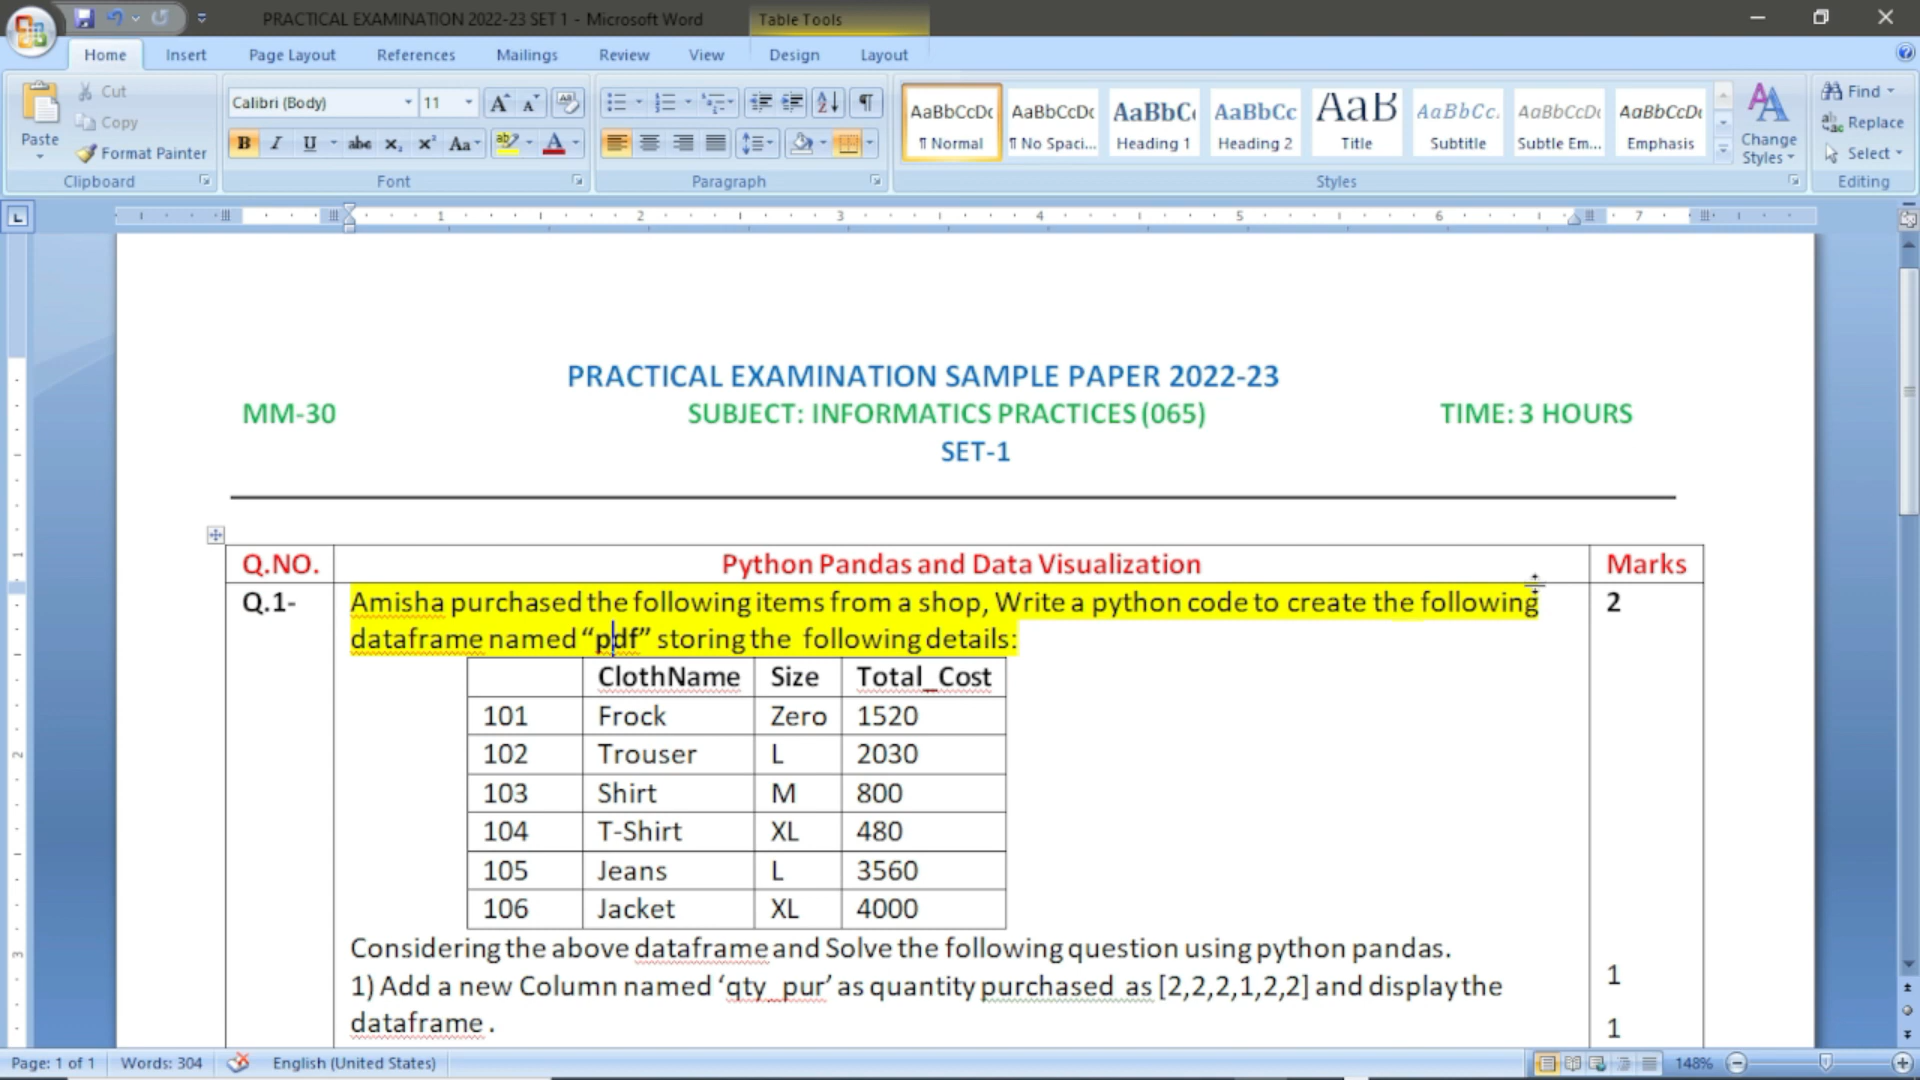 PRACTICAL EXAMINATION 2022-23 SET 1 - Microsoft Word
Table Tools
Home Insert Page Layout References Mailings Review View Design Layout
Paste
Cut
Copy
Format Painter
Clipboard
Calibri (Body) 11
Font
Paragraph
AaBbCcDc AaBbCcDc AaBbC AaBbCc AaB AaBbCc. AaBbCcDc AaBbCcDc
¶ Normal ¶ No Spaci... Heading 1 Heading 2 Title Subtitle Subtle Em... Emphasis
Change Styles
Styles
Find
Replace
Select
Editing
1 2 3 4 5 6 7
PRACTICAL EXAMINATION SAMPLE PAPER 2022-23
MM-30 SUBJECT: INFORMATICS PRACTICES (065) TIME: 3 HOURS
SET-1
Q.NO. Python Pandas and Data Visualization Marks
Q.1- Amisha purchased the following items from a shop, Write a python code to create the following 2
dataframe named “pdf” storing the following details:
ClothName Size Total_Cost
101 Frock Zero 1520
102 Trouser L 2030
103 Shirt M 800
104 T-Shirt XL 480
105 Jeans L 3560
106 Jacket XL 4000
Considering the above dataframe and Solve the following question using python pandas.
1) Add a new Column named ‘qty_pur’ as quantity purchased as [2,2,2,1,2,2] and display the 1
dataframe. 1
Page: 1 of 1 Words: 304 English (United States) 148%